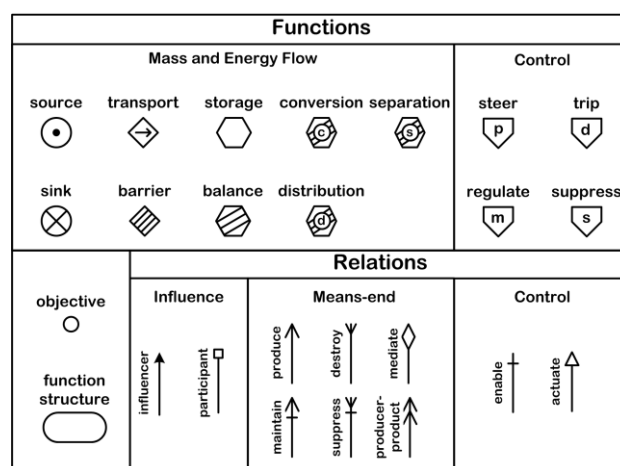 Functions
Mass and Energy Flow
Control
source transport storage conversion separation
c s
steer trip
p d
sink barrier balance distribution
d
regulate suppress
m s
Relations
objective
function
structure
Influence
influencer
participant
Means-end
produce
destroy
mediate
maintain
suppress
producer-
product
Control
enable
actuate